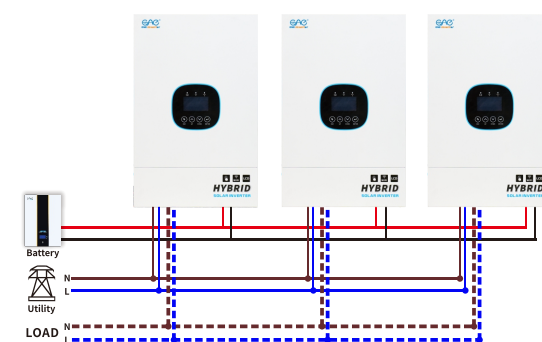 HYBRID
SOLAR INVERTER
HYBRID
SOLAR INVERTER
HYBRID
SOLAR INVERTER
Battery
N
L
Utility
LOAD
N
L